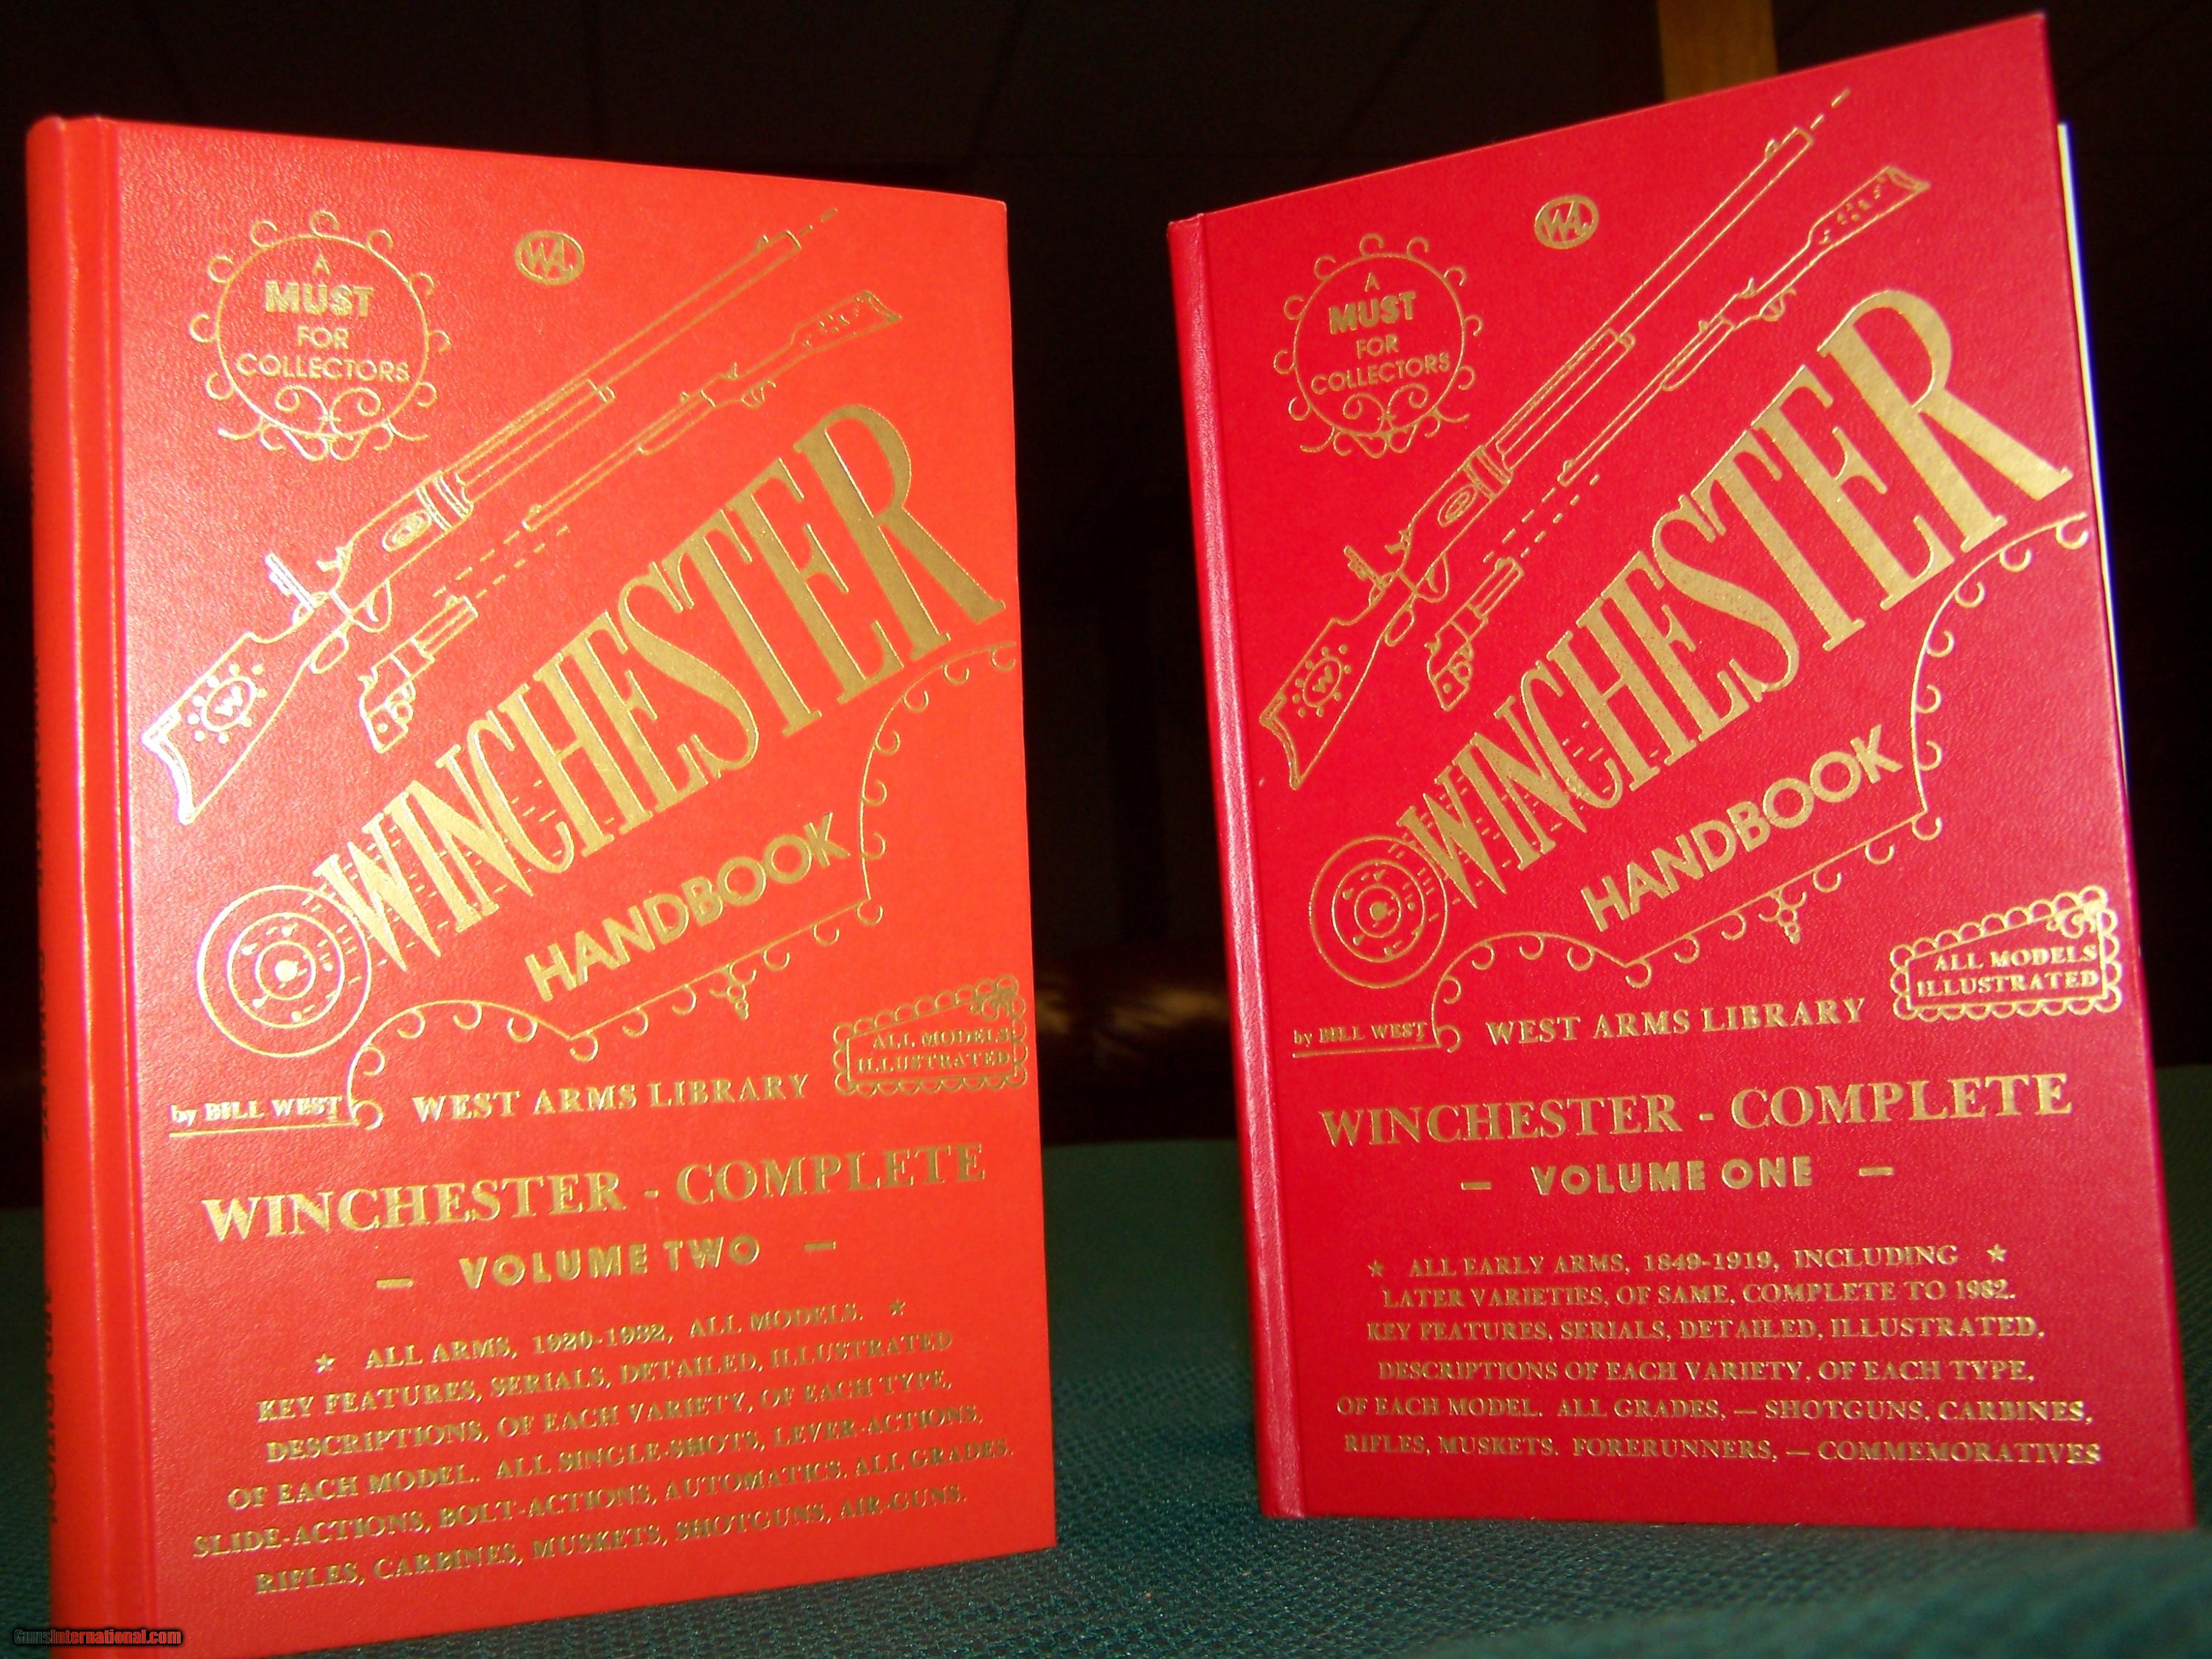 A
MUST
FOR
COLLECTORS
WA
WINCHESTER
HANDBOOK
ALL MODELS
ILLUSTRATED
by BILL WEST
WEST ARMS LIBRARY
WINCHESTER - COMPLETE
— VOLUME TWO —
★ ALL ARMS, 1920-1982, ALL MODELS. ★
KEY FEATURES, SERIALS, DETAILED, ILLUSTRATED
DESCRIPTIONS, OF EACH VARIETY, OF EACH TYPE,
OF EACH MODEL. ALL SINGLE-SHOTS, LEVER-ACTIONS,
SLIDE-ACTIONS, BOLT-ACTIONS, AUTOMATICS. ALL GRADES.
RIFLES, CARBINES, MUSKETS, SHOTGUNS, AIR-GUNS.
A
MUST
FOR
COLLECTORS
WA
W
WINCHESTER
HANDBOOK
ALL MODELS
ILLUSTRATED
by BILL WEST
WEST ARMS LIBRARY
WINCHESTER - COMPLETE
— VOLUME ONE —
★ ALL EARLY ARMS, 1849-1919, INCLUDING ★
LATER VARIETIES, OF SAME, COMPLETE TO 1982.
KEY FEATURES, SERIALS, DETAILED, ILLUSTRATED,
DESCRIPTIONS OF EACH VARIETY, OF EACH TYPE,
OF EACH MODEL. ALL GRADES, — SHOTGUNS, CARBINES,
RIFLES, MUSKETS. FORERUNNERS, — COMMEMORATIVES
GunsInternational.com